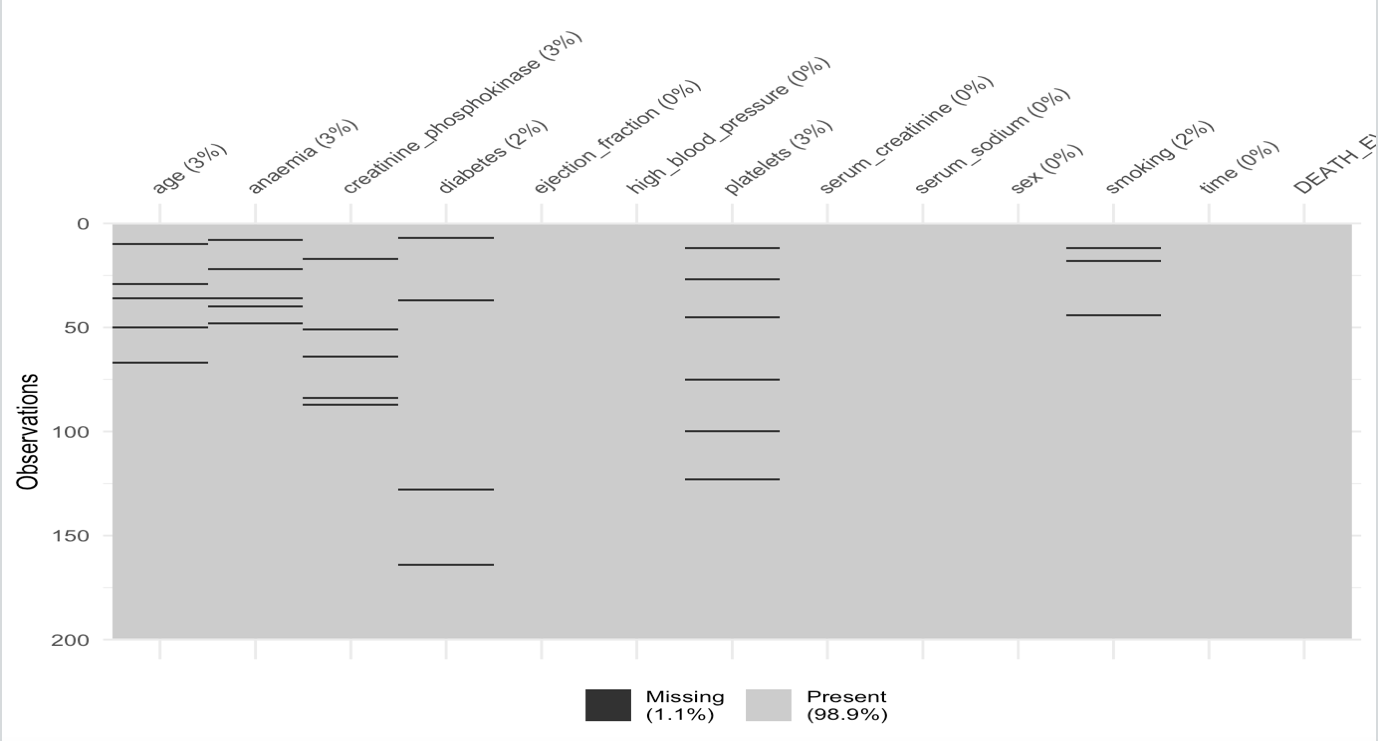 age (3%)
anaemia (3%)
creatinine_phosphokinase (3%)
diabetes (2%)
ejection_fraction (0%)
high_blood_pressure (0%)
platelets (3%)
serum_creatinine (0%)
serum_sodium (0%)
sex (0%)
smoking (2%)
time (0%)
DEATH_E
0
50
100
150
200
Observations
Missing
(1.1%)
Present
(98.9%)